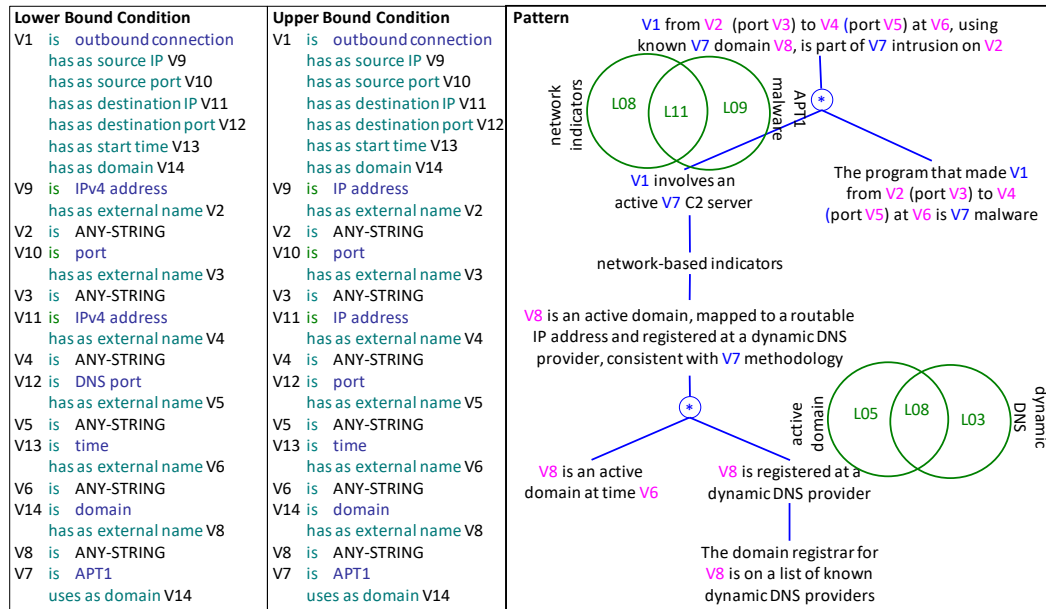 Lower Bound Condition
V1 is outbound connection
has as source IP V9
has as source port V10
has as destination IP V11
has as destination port V12
has as start time V13
has as domain V14
V9 is IPv4 address
has as external name V2
V2 is ANY-STRING
V10 is port
has as external name V3
V3 is ANY-STRING
V11 is IPv4 address
has as external name V4
V4 is ANY-STRING
V12 is DNS port
has as external name V5
V5 is ANY-STRING
V13 is time
has as external name V6
V6 is ANY-STRING
V14 is domain
has as external name V8
V8 is ANY-STRING
V7 is APT1
uses as domain V14
Upper Bound Condition
V1 is outbound connection
has as source IP V9
has as source port V10
has as destination IP V11
has as destination port V12
has as start time V13
has as domain V14
V9 is IP address
has as external name V2
V2 is ANY-STRING
V10 is port
has as external name V3
V3 is ANY-STRING
V11 is IP address
has as external name V4
V4 is ANY-STRING
V12 is port
has as external name V5
V5 is ANY-STRING
V13 is time
has as external name V6
V6 is ANY-STRING
V14 is domain
has as external name V8
V8 is ANY-STRING
V7 is APT1
uses as domain V14
Pattern
V1 from V2 (port V3) to V4 (port V5) at V6, using
known V7 domain V8, is part of V7 intrusion on V2
*
network
indicators
L08
L11
L09
APT1
malware
V1 involves an
active V7 C2 server
The program that made V1
from V2 (port V3) to V4
(port V5) at V6 is V7 malware
network-based indicators
V8 is an active domain, mapped to a routable
IP address and registered at a dynamic DNS
provider, consistent with V7 methodology
*
active
domain
L05
L08
L03
dynamic
DNS
V8 is an active
domain at time V6
V8 is registered at a
dynamic DNS provider
The domain registrar for
V8 is on a list of known
dynamic DNS providers